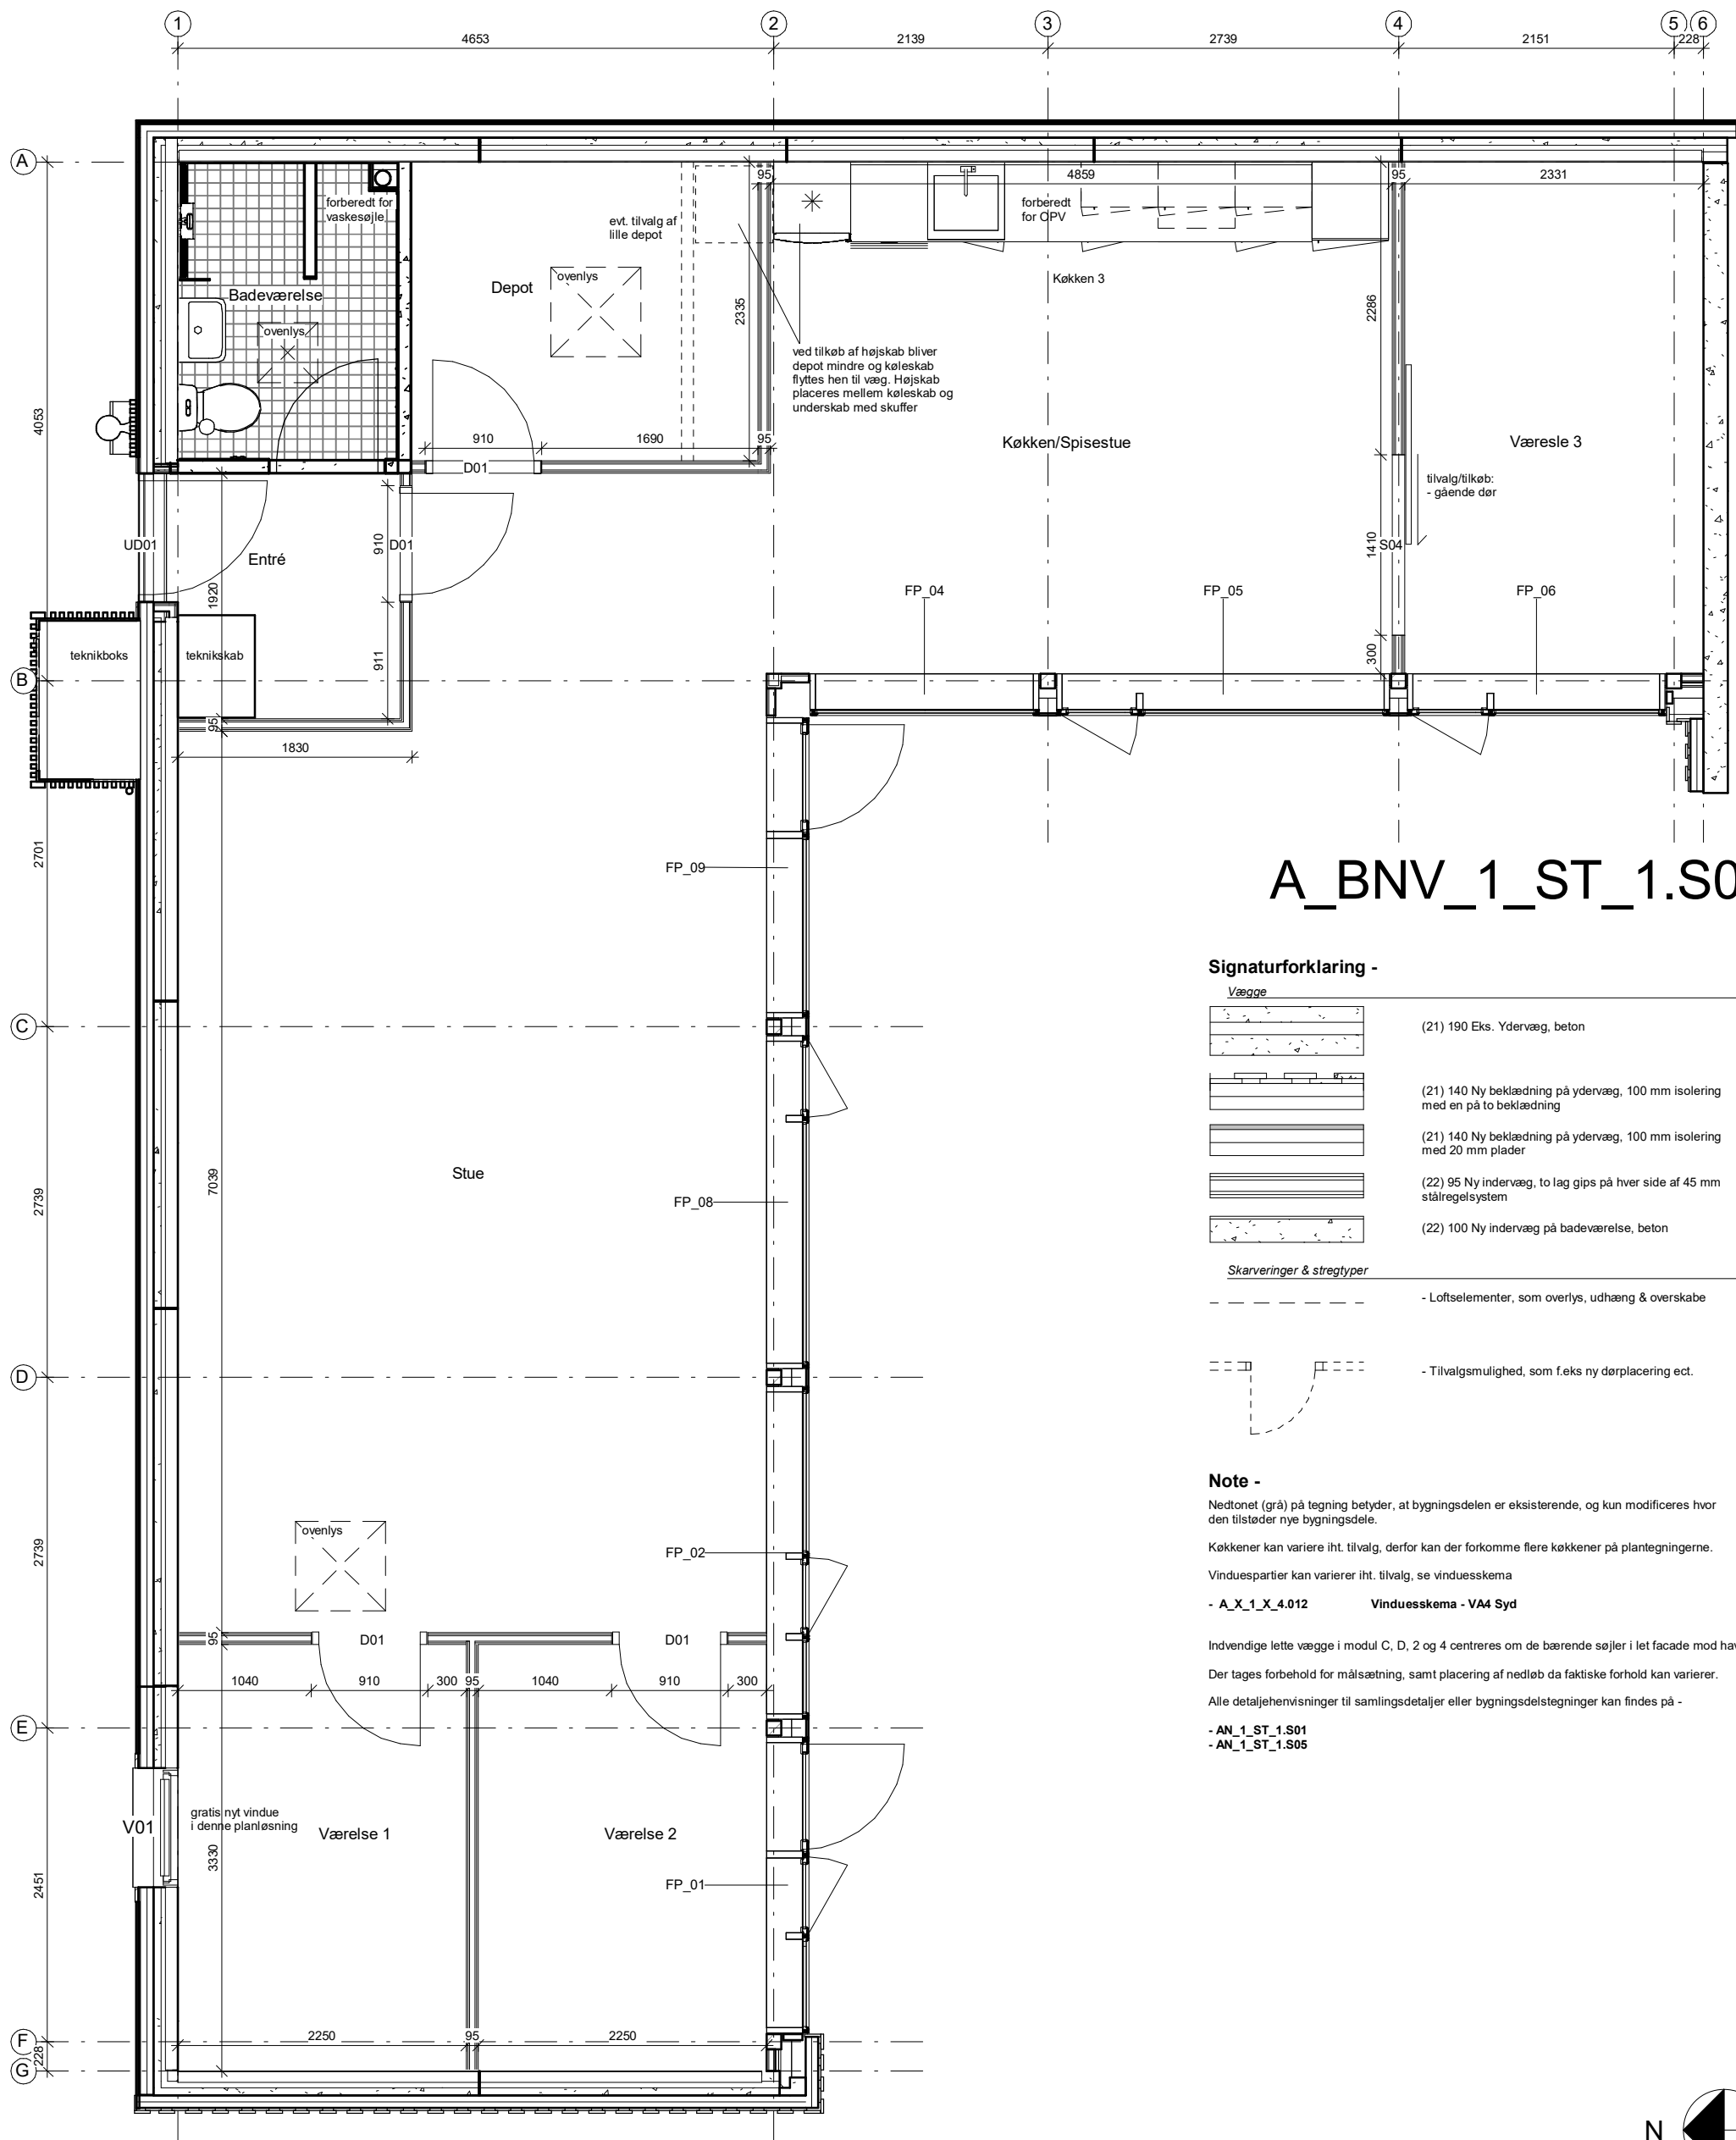 1
2
3
4
5
6
4653
2139
2739
2151
228
A
B
C
D
E
F
G
4053
2701
2739
2739
2451
228
forberedt for
vaskesøjle
Badeværelse
ovenlys
Depot
ovenlys
evt. tilvalg af
lille depot
2335
95
4859
95
2331
forberedt
for OPV
Køkken 3
2286
ved tilkøb af højskab bliver
depot mindre og køleskab
flyttes hen til væg. Højskab
placeres mellem køleskab og
underskab med skuffer
910
1690
95
D01
Køkken/Spisestue
Væresle 3
tilvalg/tilkøb:
- gående dør
UD01
Entré
910
D01
1920
1410
S04
FP_04
FP_05
FP_06
teknikboks
teknikskab
911
300
95
1830
FP_09
Stue
7039
FP_08
FP_02
ovenlys
95
D01
D01
1040
910
300
95
1040
910
300
V01
gratis nyt vindue
i denne planløsning
Værelse 1
Værelse 2
3330
FP_01
2250
95
2250
A_BNV_1_ST_1.S0
Signaturforklaring -
Vægge
(21) 190 Eks. Ydervæg, beton
(21) 140 Ny beklædning på ydervæg, 100 mm isolering
med en på to beklædning
(21) 140 Ny beklædning på ydervæg, 100 mm isolering
med 20 mm plader
(22) 95 Ny indervæg, to lag gips på hver side af 45 mm
stålregelsystem
(22) 100 Ny indervæg på badeværelse, beton
Skarveringer & stregtyper
- Loftselementer, som overlys, udhæng & overskabe
- Tilvalgsmulighed, som f.eks ny dørplacering ect.
Note -
Nedtonet (grå) på tegning betyder, at bygningsdelen er eksisterende, og kun modificeres hvor
den tilstøder nye bygningsdele.
Køkkener kan variere iht. tilvalg, derfor kan der forkomme flere køkkener på plantegningerne.
Vinduespartier kan varierer iht. tilvalg, se vinduesskema
- A_X_1_X_4.012 Vinduesskema - VA4 Syd
Indvendige lette vægge i modul C, D, 2 og 4 centreres om de bærende søjler i let facade mod hav
Der tages forbehold for målsætning, samt placering af nedløb da faktiske forhold kan varierer.
Alle detaljehenvisninger til samlingsdetaljer eller bygningsdelstegninger kan findes på -
- AN_1_ST_1.S01
- AN_1_ST_1.S05
N